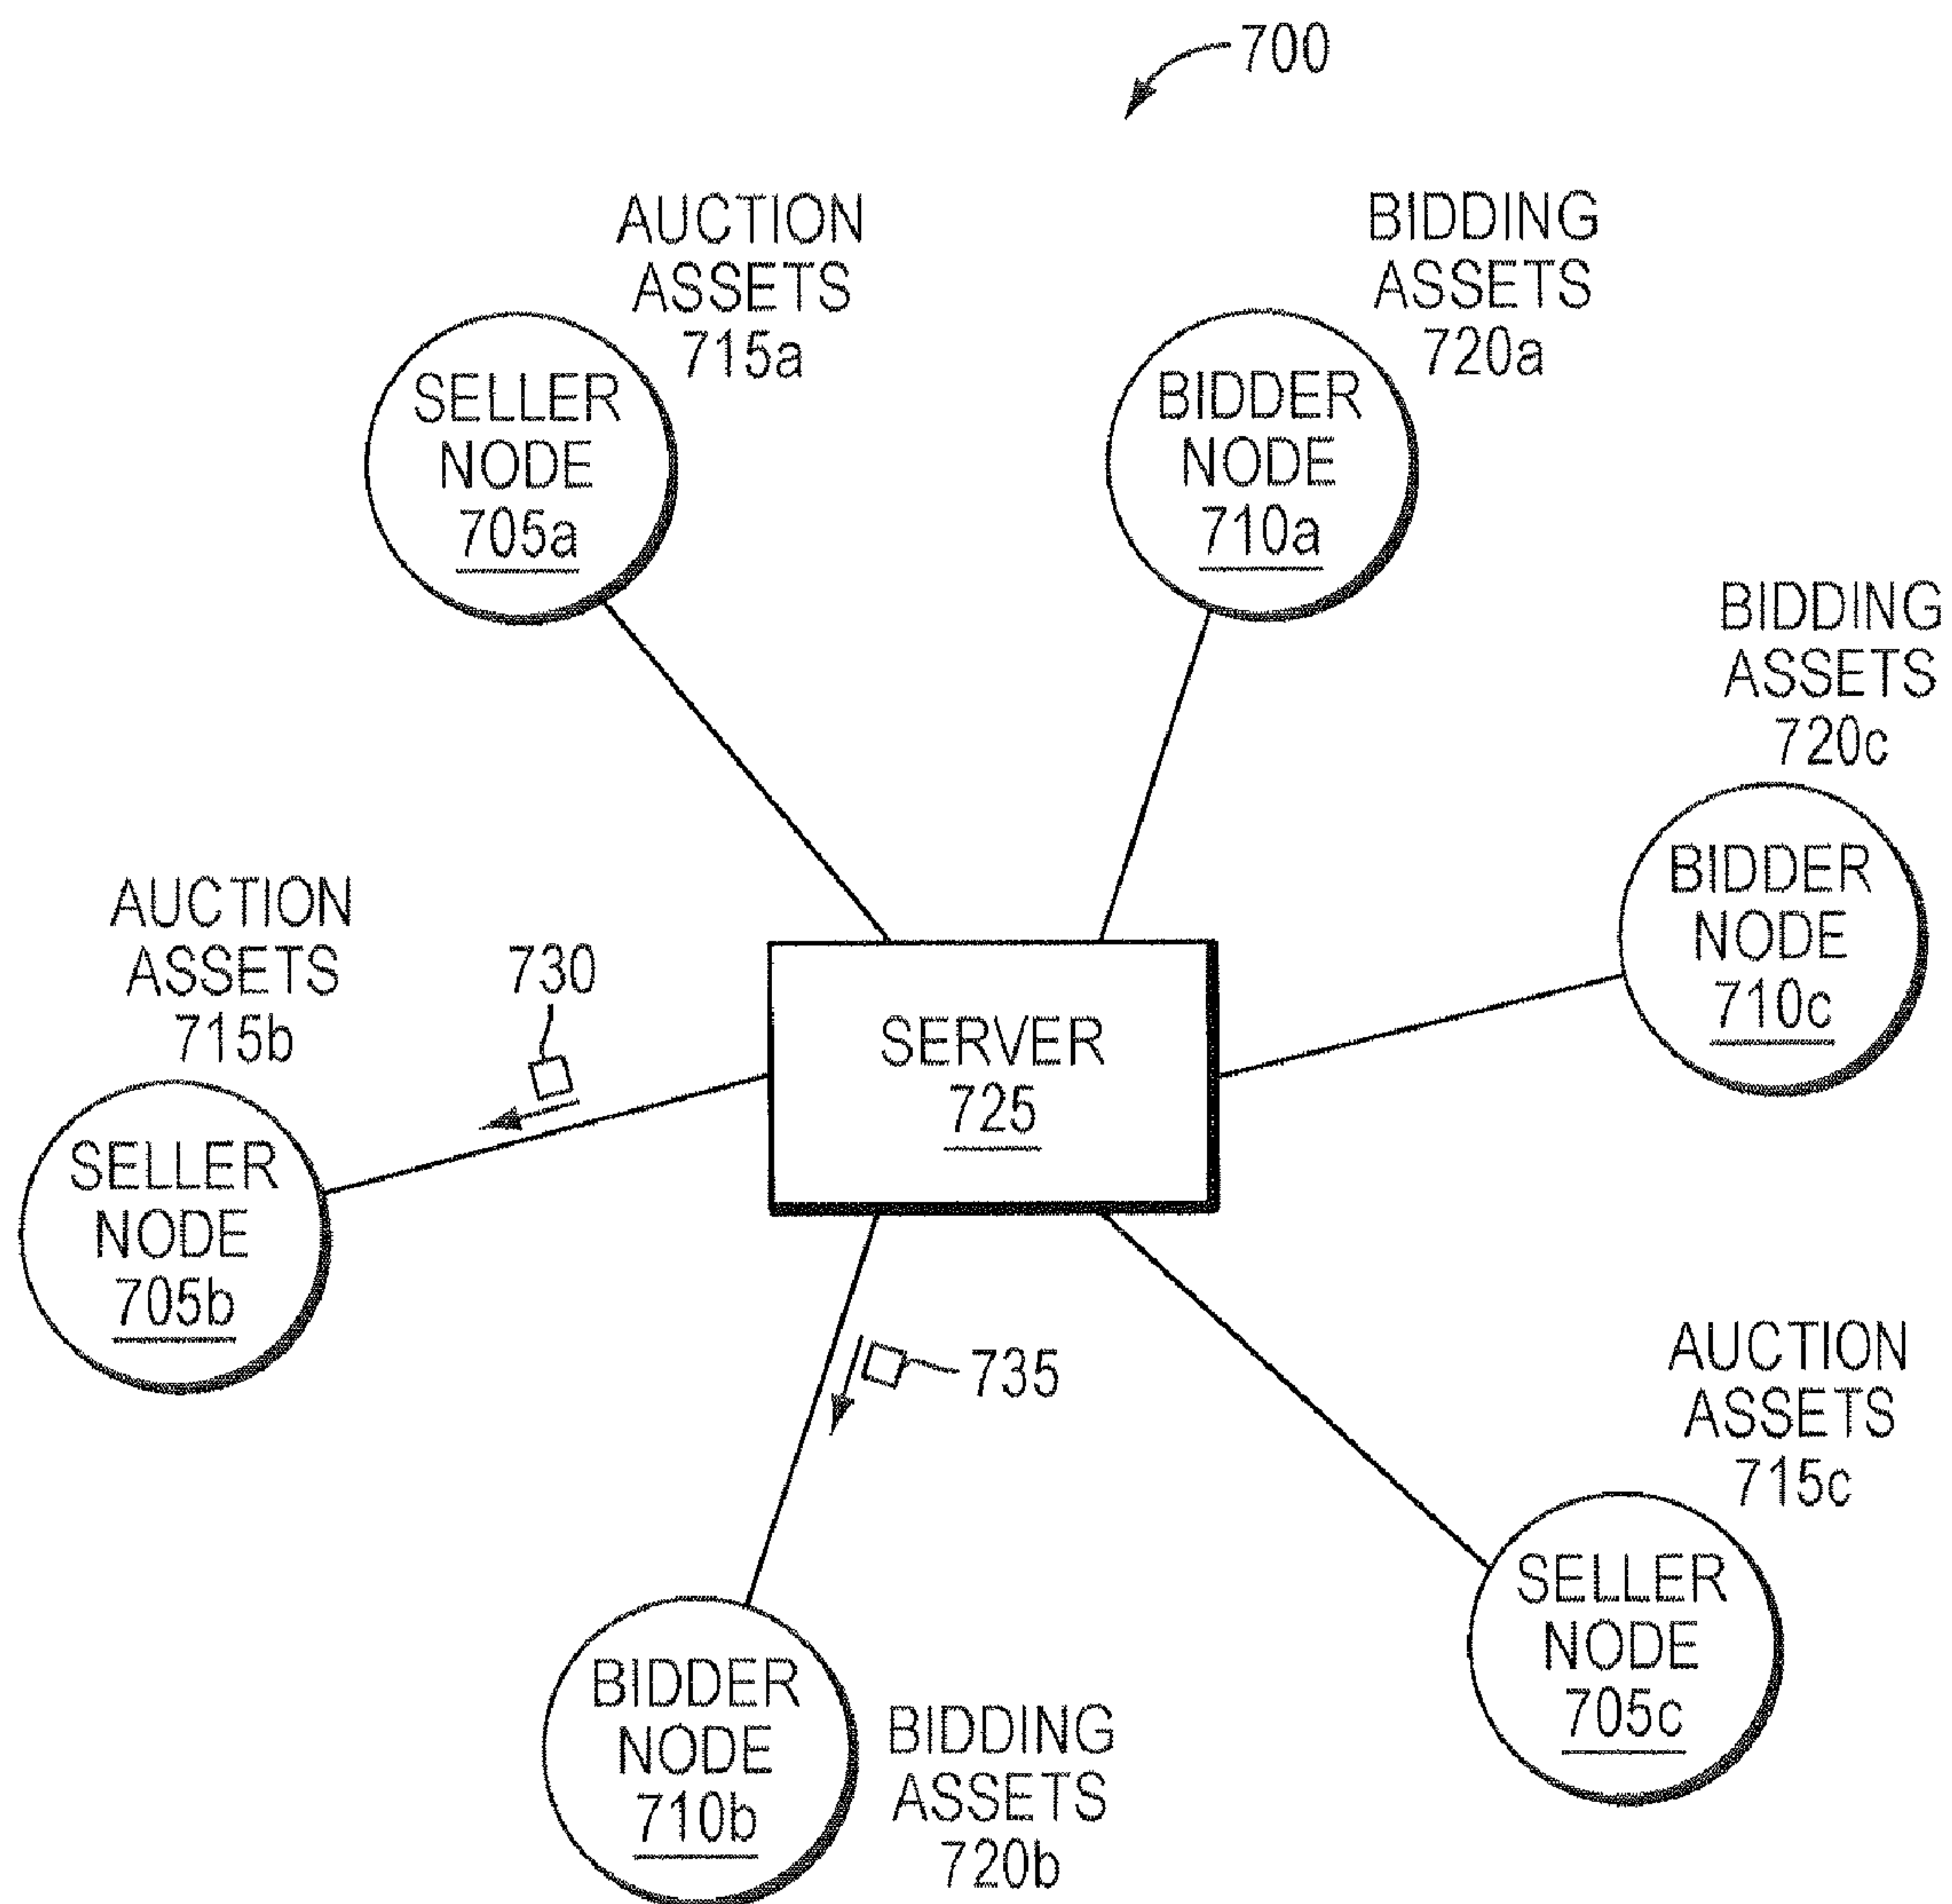 700
AUCTION
ASSETS
715a
BIDDING
ASSETS
720a
SELLER
NODE
705a
BIDDER
NODE
710a
BIDDING
ASSETS
720c
BIDDER
NODE
710c
AUCTION
ASSETS
715b
730
SERVER
725
SELLER
NODE
705b
735
AUCTION
ASSETS
715c
SELLER
NODE
705c
BIDDER
NODE
710b
BIDDING
ASSETS
720b